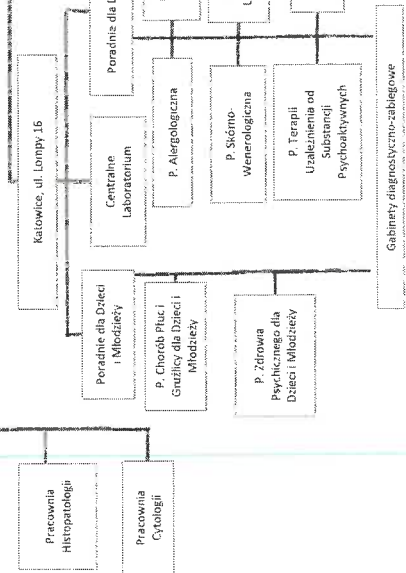 Katowice, ul. Lompy 16
Poradnie dla Dzieci
i Młodzieży
Centralne
Laboratorium
Poradnie dla D
P. Chorób Płuc i
Gruźlicy dla Dzieci i
Młodzieży
P. Alergologiczna
P. Skórno-
Wenerologiczna
P. Zdrowia
Psychicznego dla
Dzieci i Młodzieży
P. Terapii
Uzależnienia od
Substancji
Psychoaktywnych
Gabinety diagnostyczno-zabiegowe
Pracownia
Histopatologii
Pracownia
Cytologii